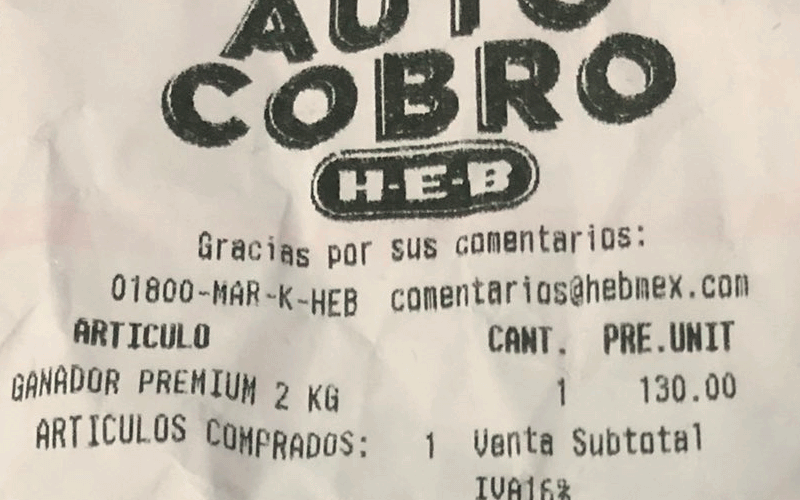 AUTO
COBRO
H-E-B
Gracias por sus comentarios:
01800-MAR-K-HEB comentarios@hebmex.com
ARTICULO CANT. PRE.UNIT
GANADOR PREMIUM 2 KG 1 130.00
ARTICULOS COMPRADOS: 1 Venta Subtotal
IVA16%